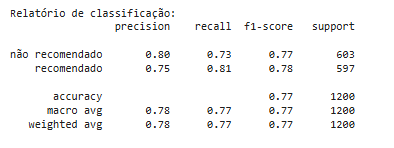 Relatório de classificação:
precision recall f1-score support
não recomendado 0.80 0.73 0.77 603
recomendado 0.75 0.81 0.78 597
accuracy 0.77 1200
macro avg 0.78 0.77 0.77 1200
weighted avg 0.78 0.77 0.77 1200